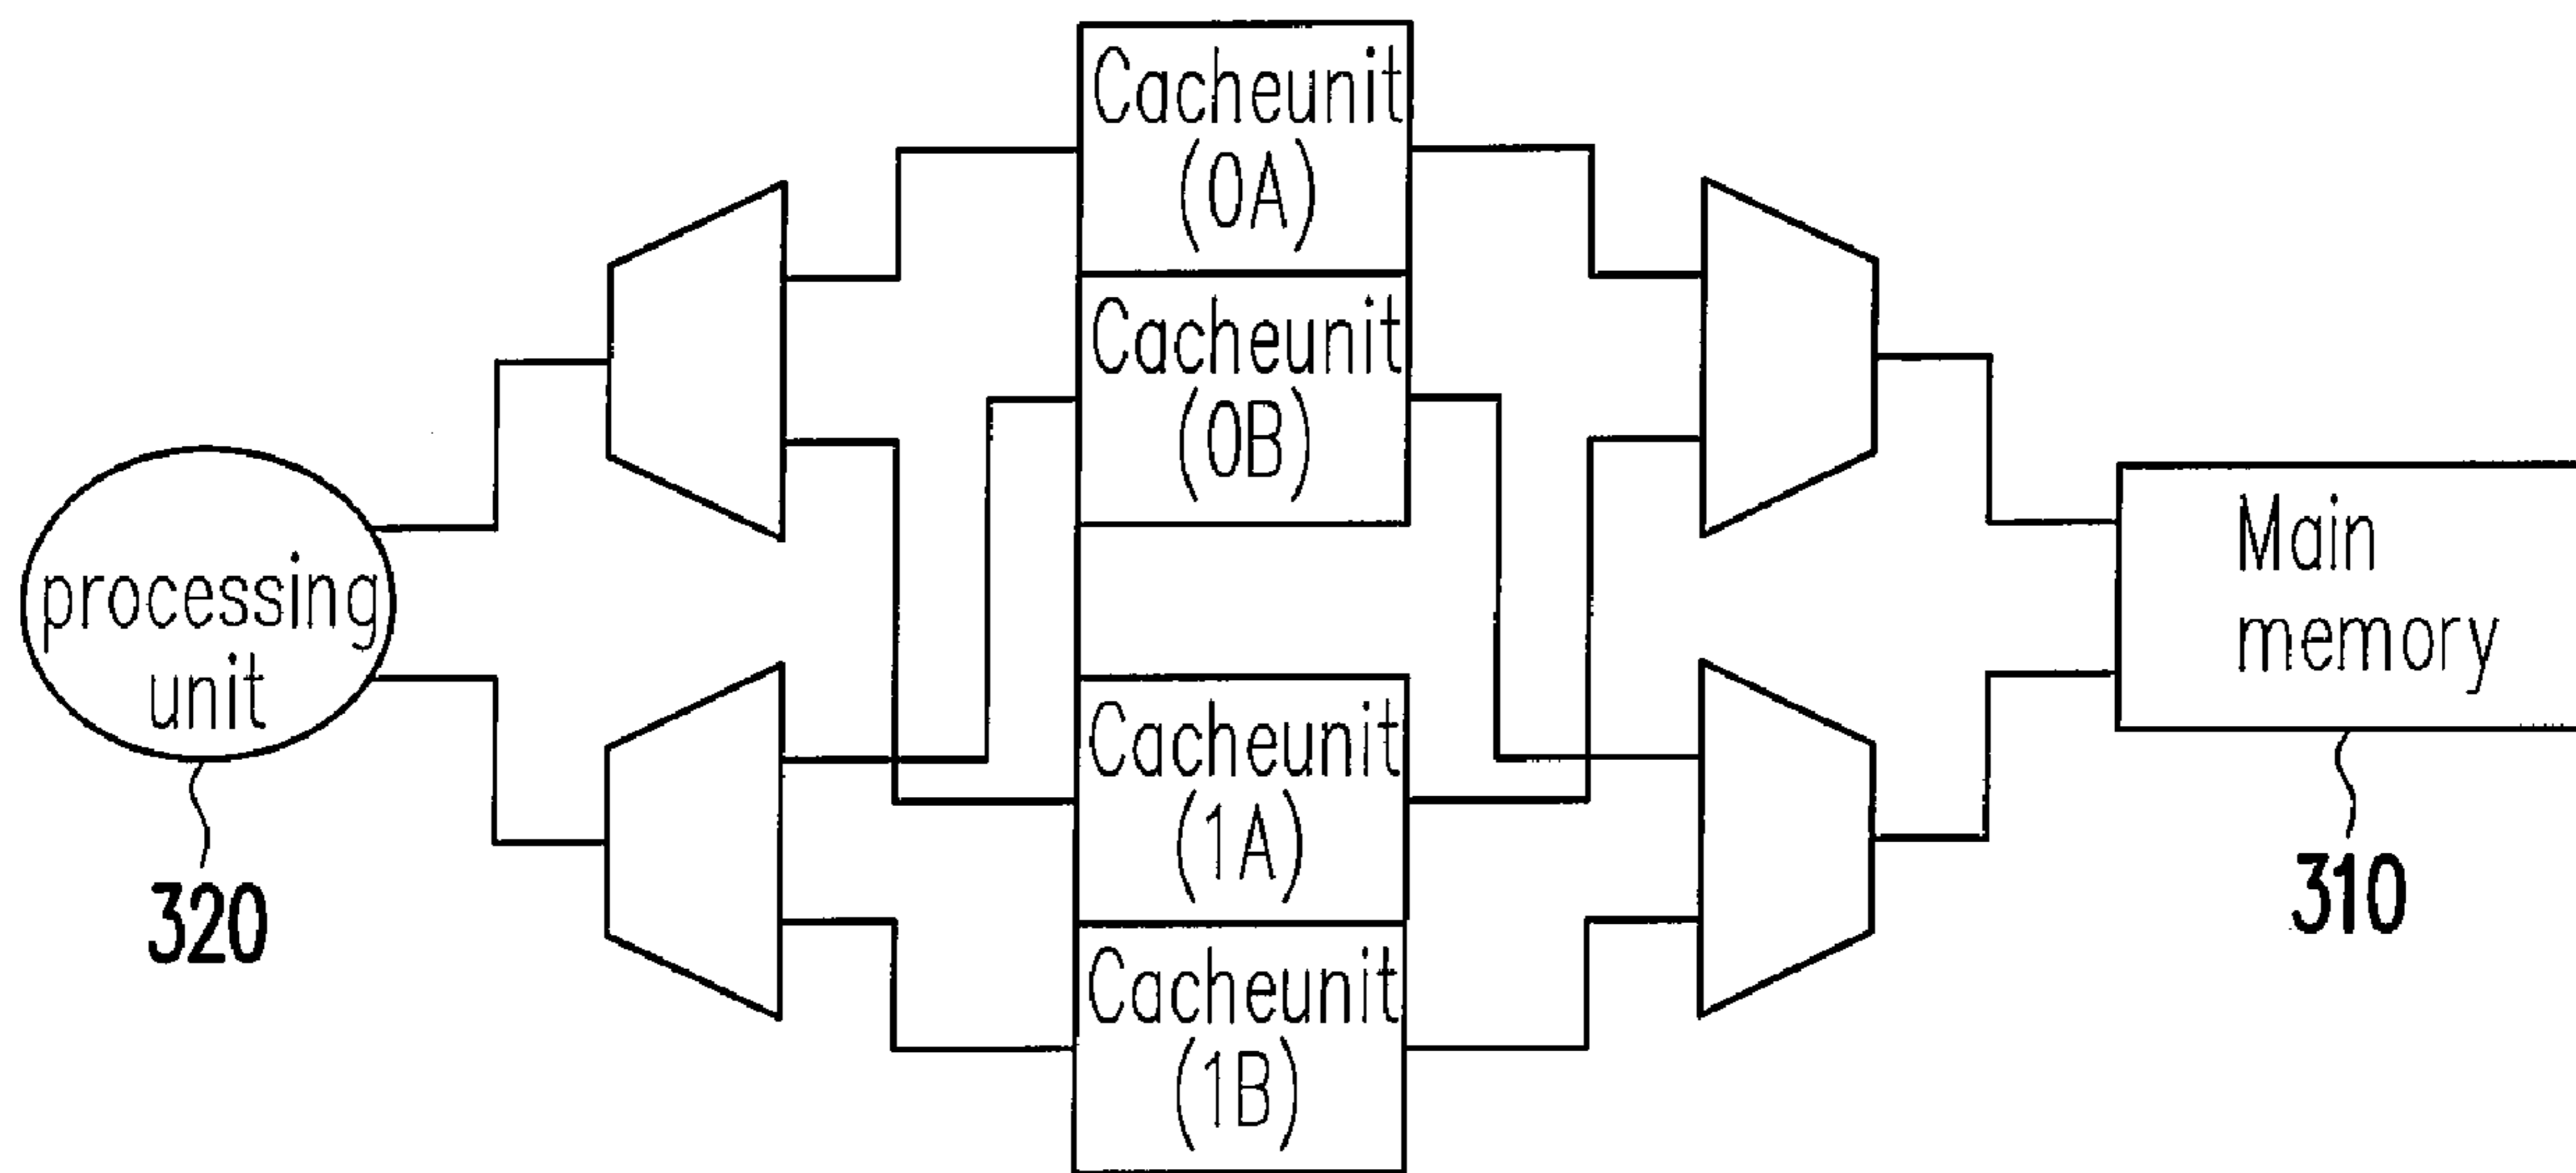 Cacheunit
(0A)
Cacheunit
(0B)
processing
unit
320
Cacheunit
(1A)
Cacheunit
(1B)
Main
memory
310